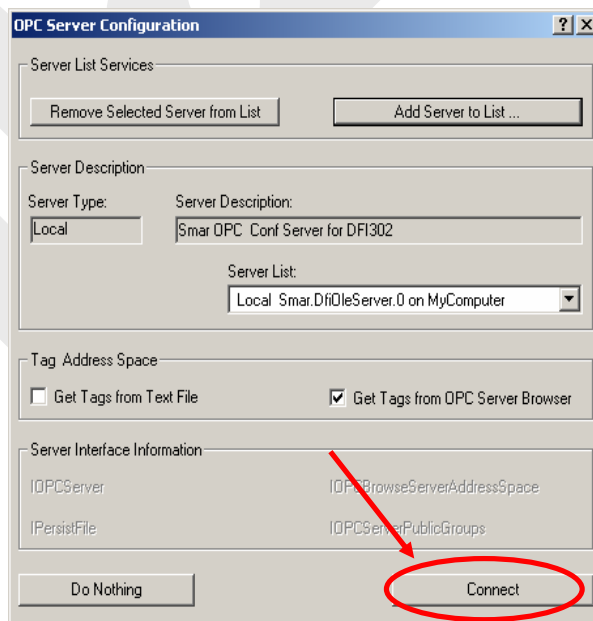 OPC Server Configuration
Server List Services
Remove Selected Server from List Add Server to List ...
Server Description
Server Type: Server Description:
Local Smar OPC Conf Server for DFI302
Server List:
Local Smar.DfiOleServer.0 on MyComputer
Tag Address Space
Get Tags from Text File Get Tags from OPC Server Browser
Server Interface Information
IOPCServer IOPCBrowseServerAddressSpace
IPersistFile IOPCServerPublicGroups
Do Nothing Connect